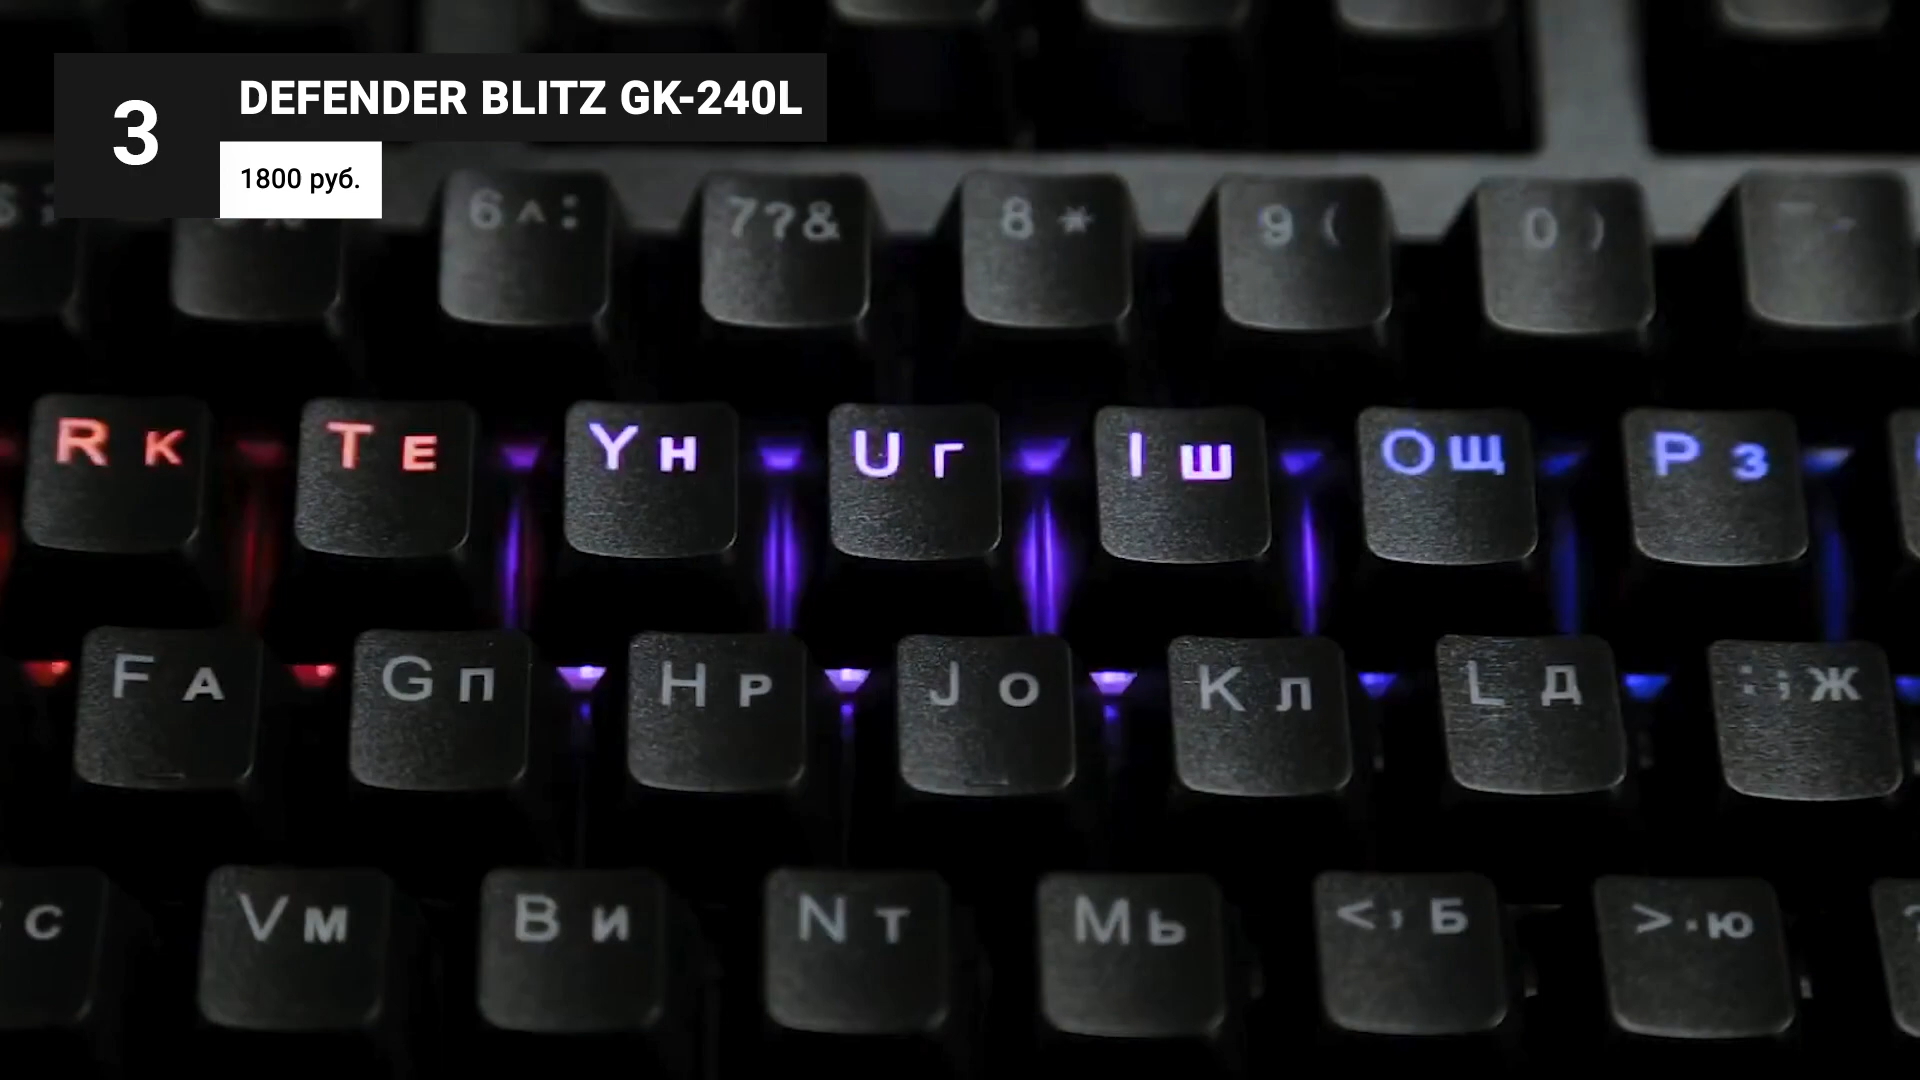 3
DEFENDER BLITZ GK-240L
1800 руб.
6 ^ : 7 ? & 8 * 9 ( 0 ) _ -
R К T Е Y Н U Г I Ш O Щ P З
F А G П H Р J О K Л L Д : ; Ж
С V М B И N Т M Ь < , Б > . Ю